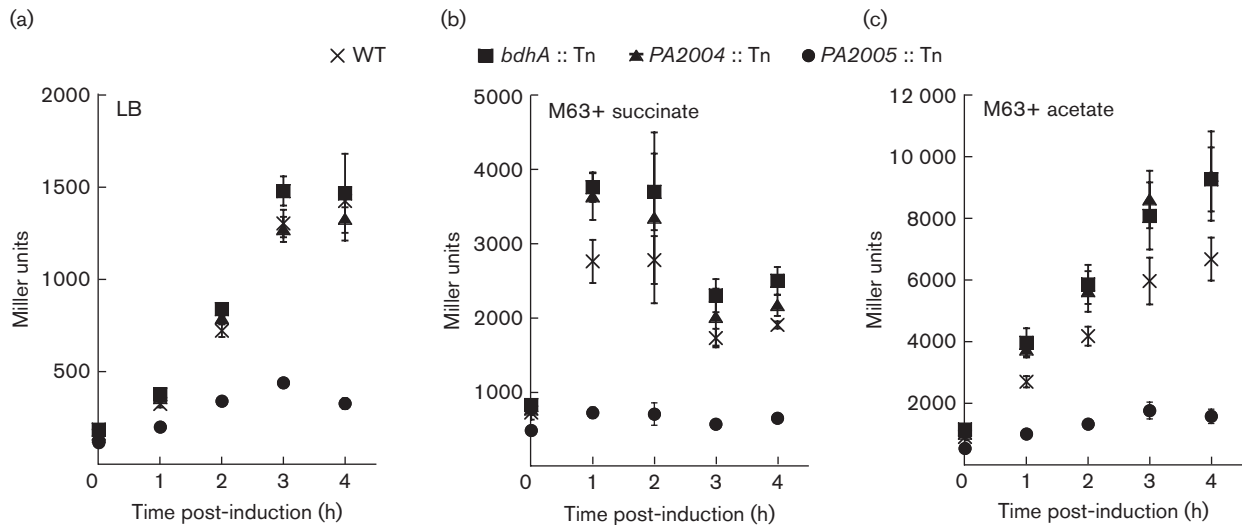 (a)
(b)
(c)
WT
bdhA :: Tn
PA2004 :: Tn
PA2005 :: Tn
LB
Miller units
2000
1500
1000
500
0 1 2 3 4
Time post-induction (h)
M63+ succinate
Miller units
5000
4000
3000
2000
1000
0 1 2 3 4
Time post-induction (h)
M63+ acetate
Miller units
12 000
10 000
8000
6000
4000
2000
0 1 2 3 4
Time post-induction (h)